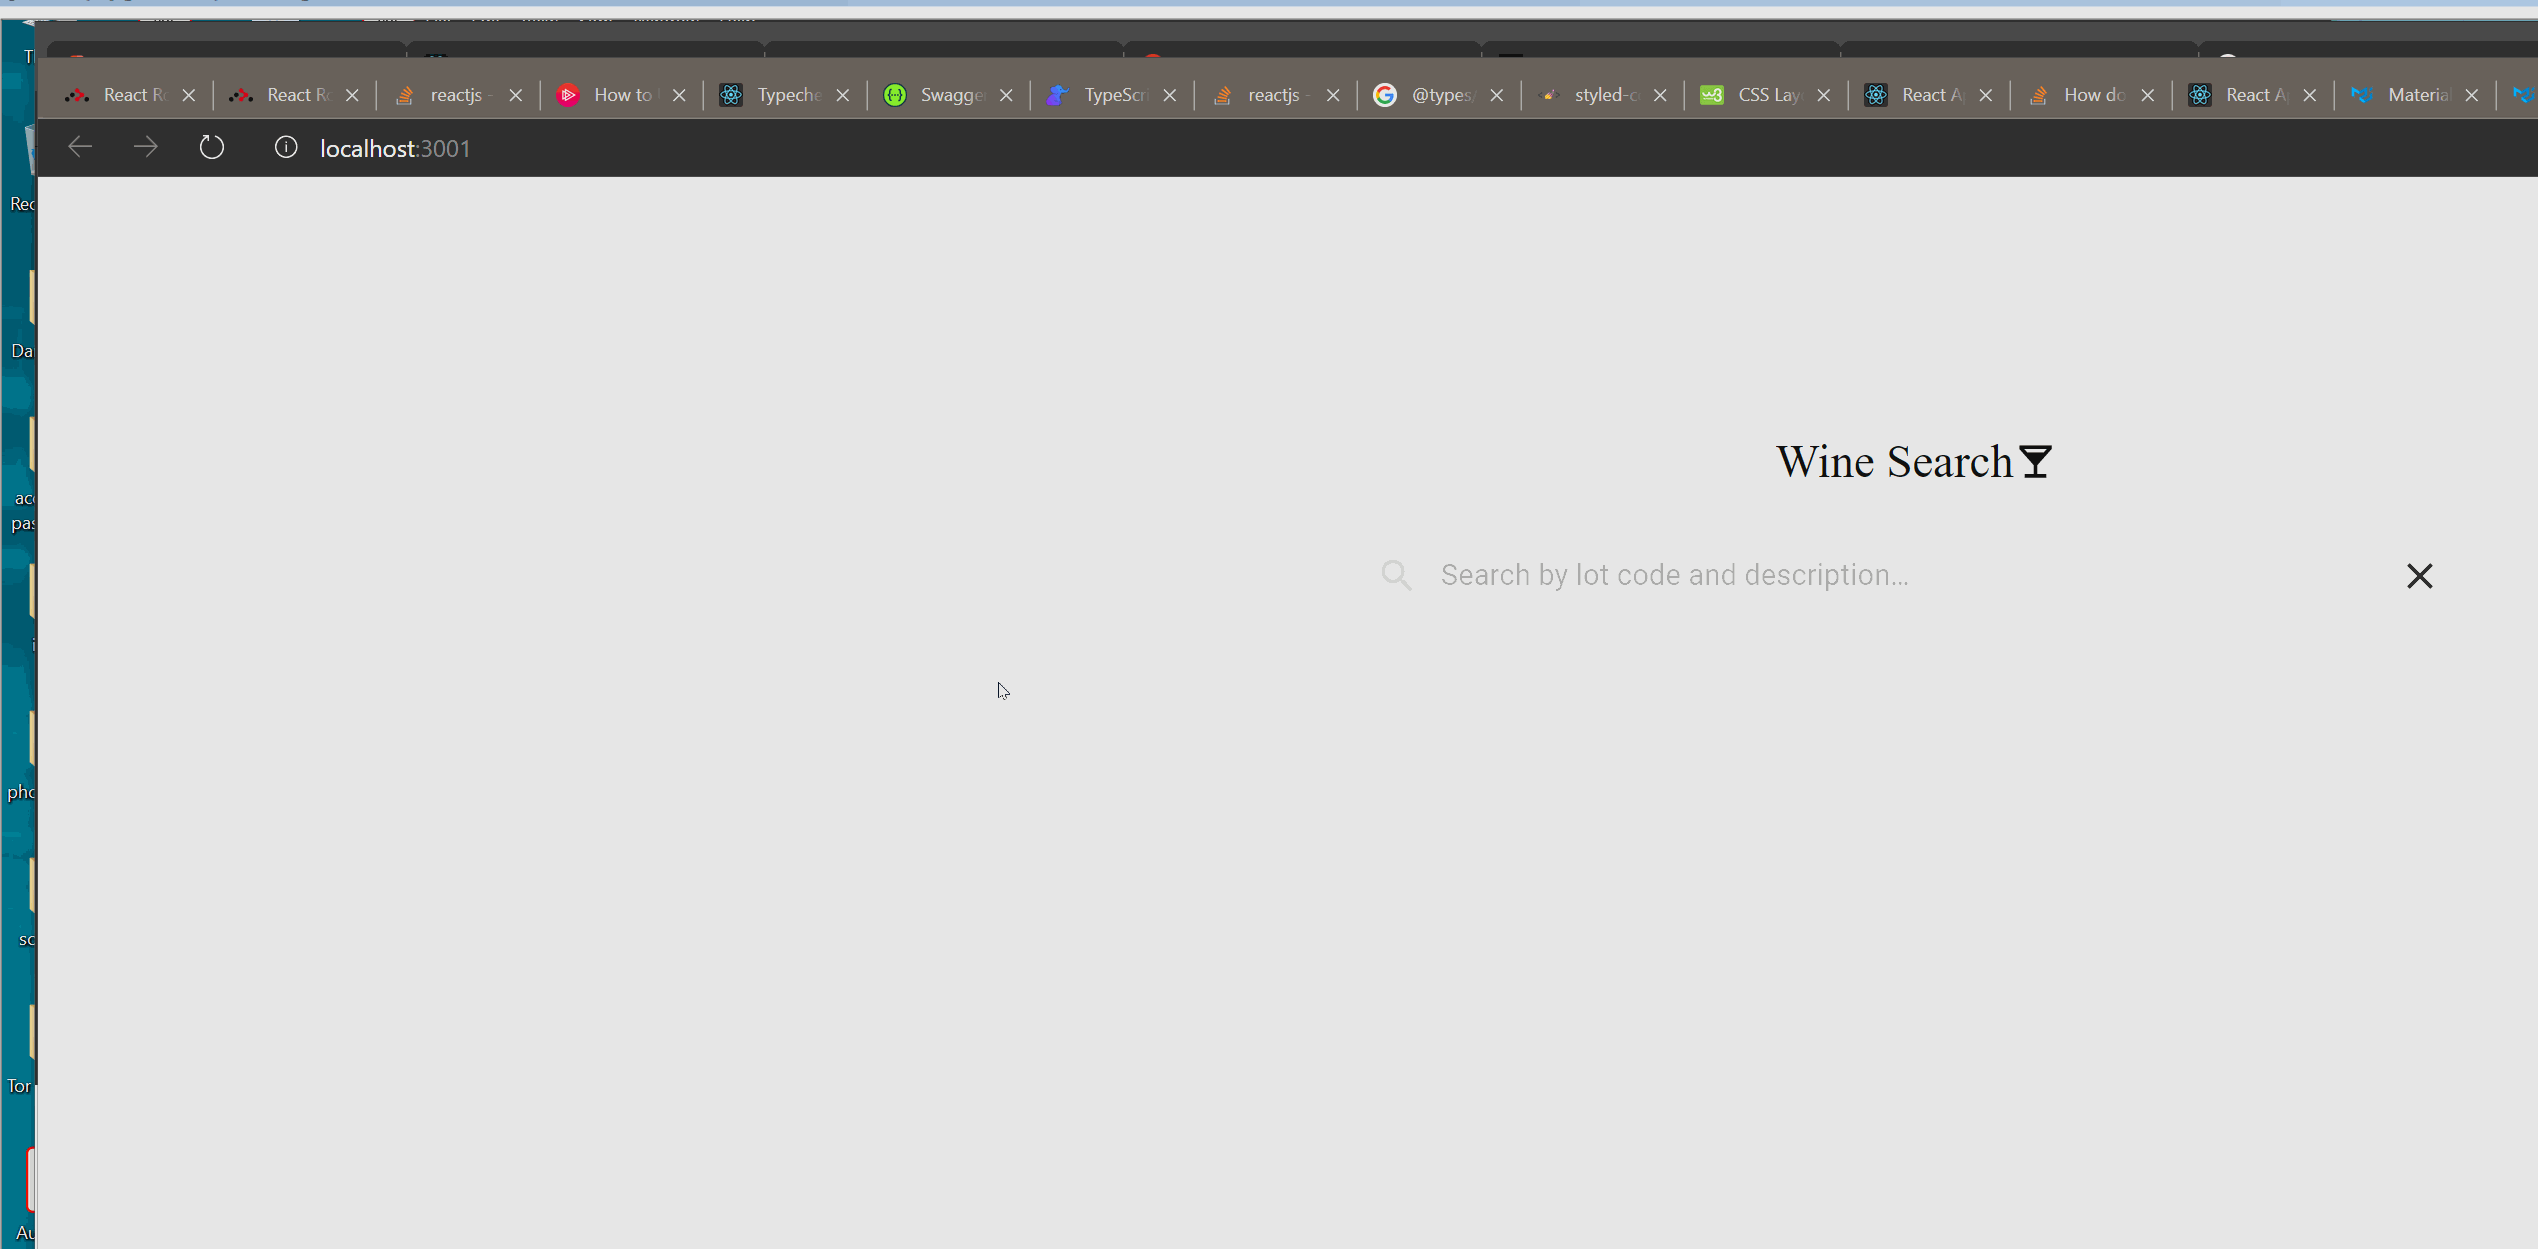 React R
React R
reactjs -
How to
Typeche
Swagge
TypeScri
reactjs -
@types/
styled-c
CSS Lay
React A
How do
React A
Material
localhost:3001
Wine Search
Search by lot code and description...
Rec
Da
ac
pas
pho
sc
Tor
Au